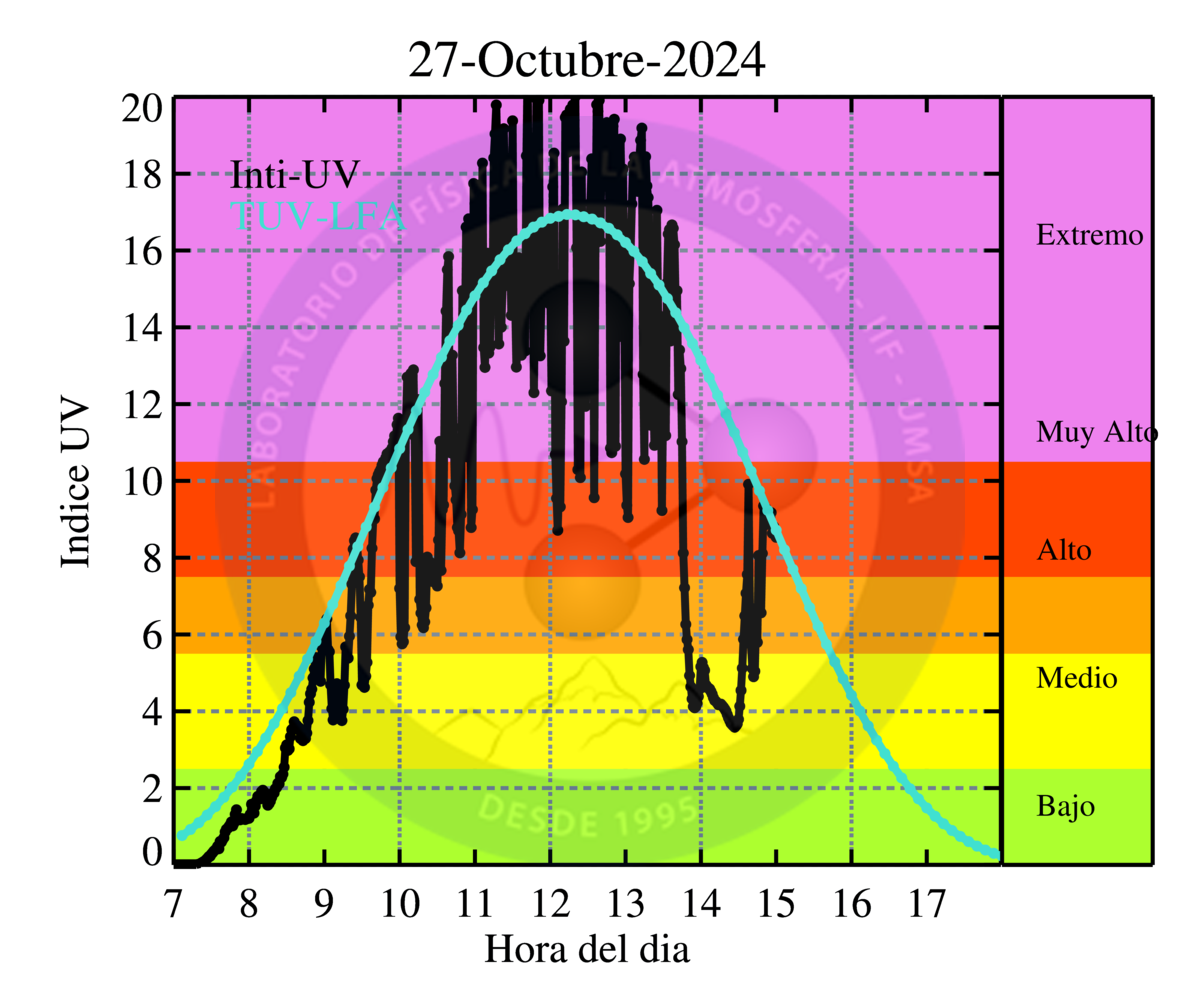 27-Octubre-2024
20
18
16
14
12
10
8
6
4
2
0
Indice UV
Inti-UV
TUV-LFA
LABORATORIO DE FÍSICA DE LA ATMÓSFERA - IIF - UMSA
DESDE 1995
Extremo
Muy Alto
Alto
Medio
Bajo
7 8 9 10 11 12 13 14 15 16 17
Hora del dia